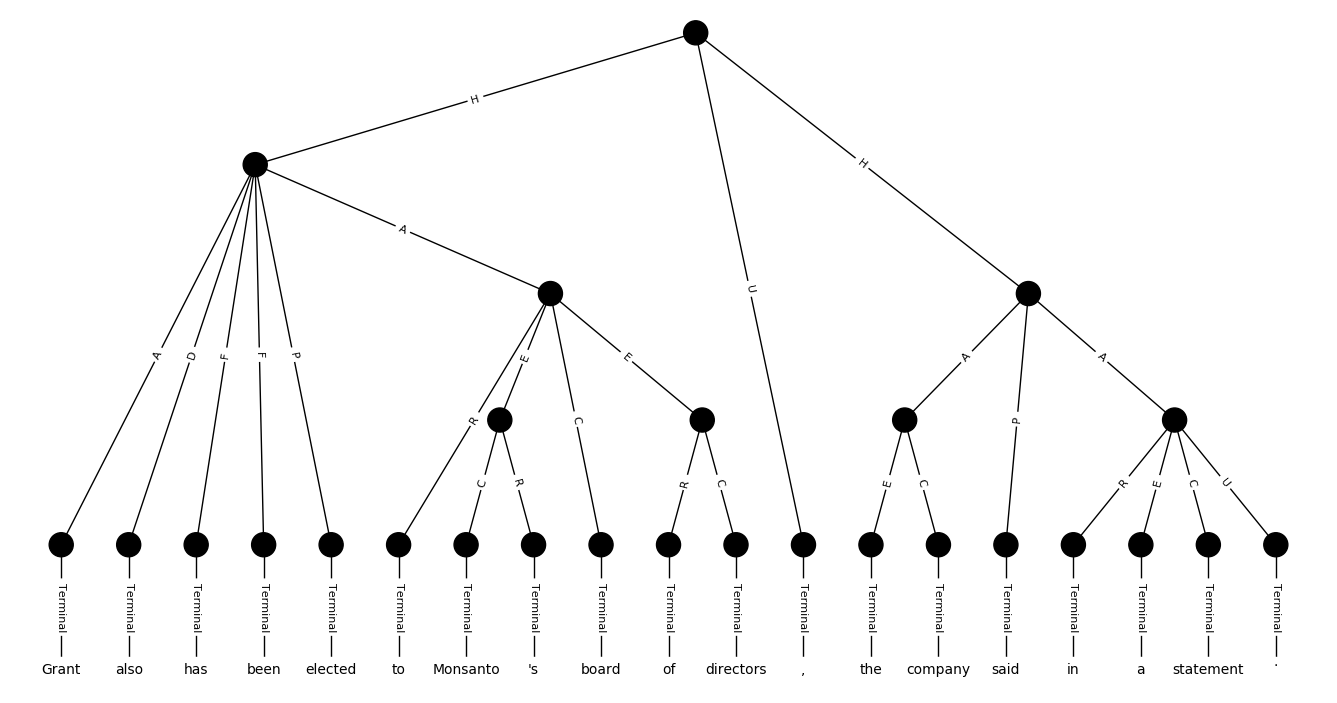 H
H
A
U
A D F F P
E E A A
R C P
C R R C E C R E C U
Terminal Terminal Terminal Terminal Terminal Terminal Terminal Terminal Terminal Terminal Terminal Terminal Terminal Terminal Terminal Terminal Terminal Terminal Terminal
Grant also has been elected to Monsanto 's board of directors , the company said in a statement .